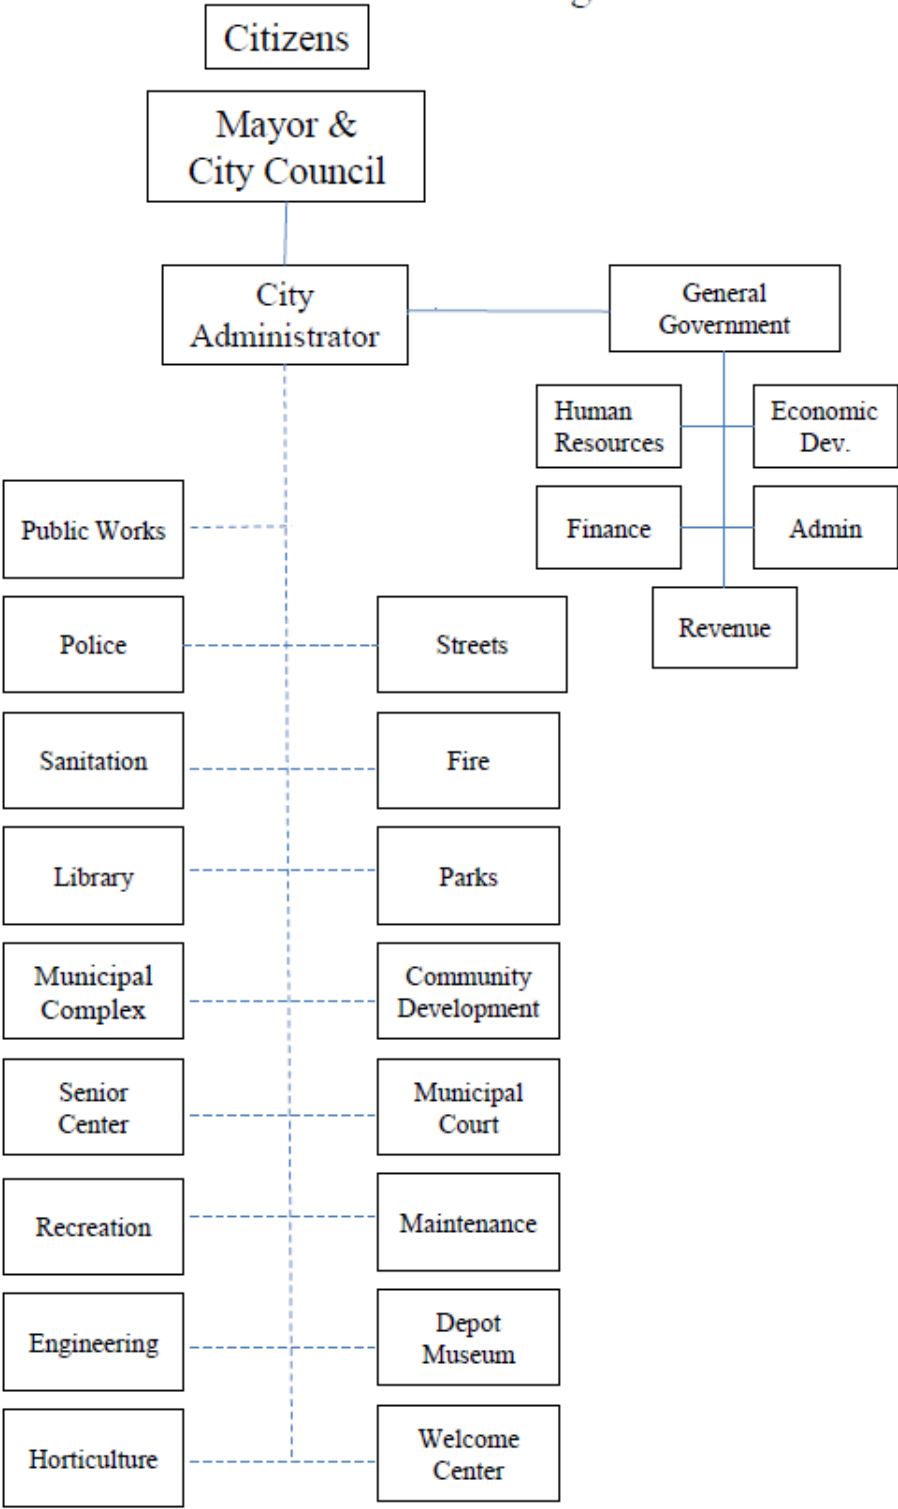 Citizens
Mayor &
City Council
City
Administrator
General
Government
Human
Resources
Economic
Dev.
Finance
Admin
Revenue
Public Works
Police
Streets
Sanitation
Fire
Library
Parks
Municipal
Complex
Community
Development
Senior
Center
Municipal
Court
Recreation
Maintenance
Engineering
Depot
Museum
Horticulture
Welcome
Center